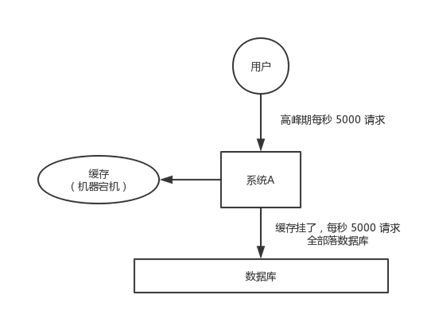 用户
高峰期每秒 5000 请求
缓存
（机器宕机）
系统A
缓存挂了，每秒 5000 请求
全部落数据库
数据库